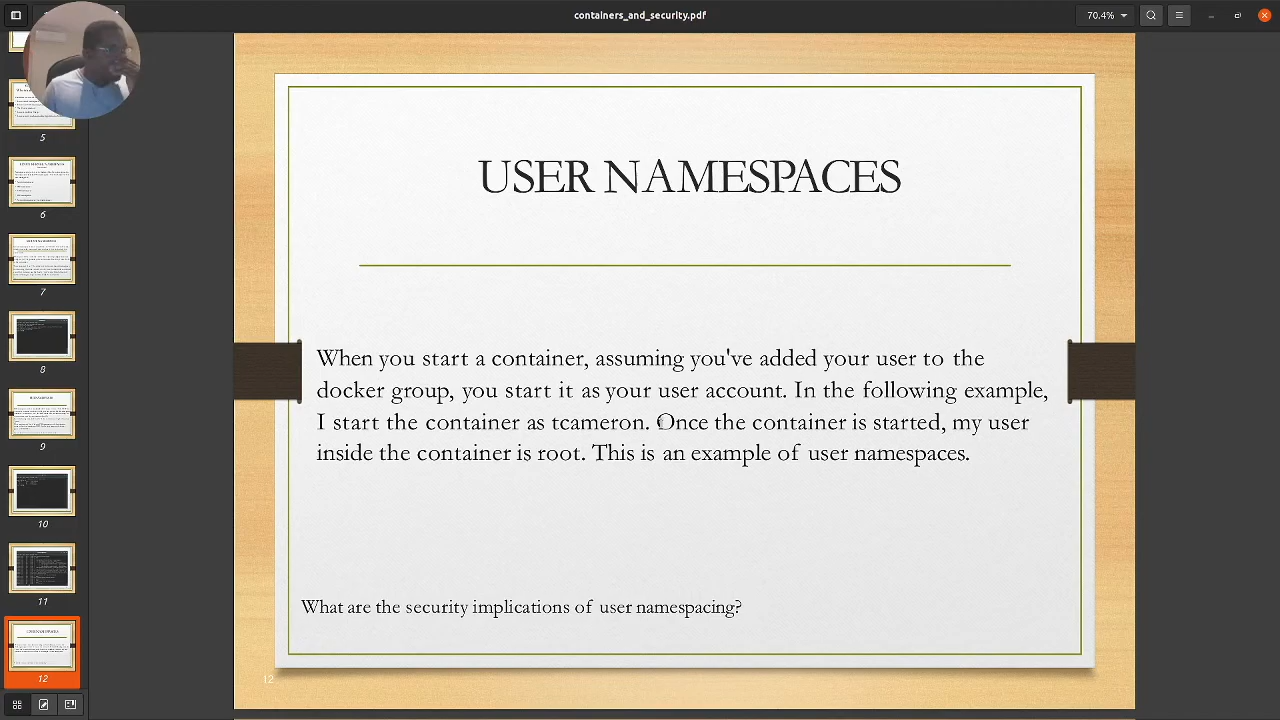 containers_and_security.pdf
70.4%
USER NAMESPACES
When you start a container, assuming you've added your user to the
docker group, you start it as your user account. In the following example,
I start the container as tcameron. Once the container is started, my user
inside the container is root. This is an example of user namespaces.
What are the security implications of user namespacing?
12
5
6
7
8
9
10
11
12